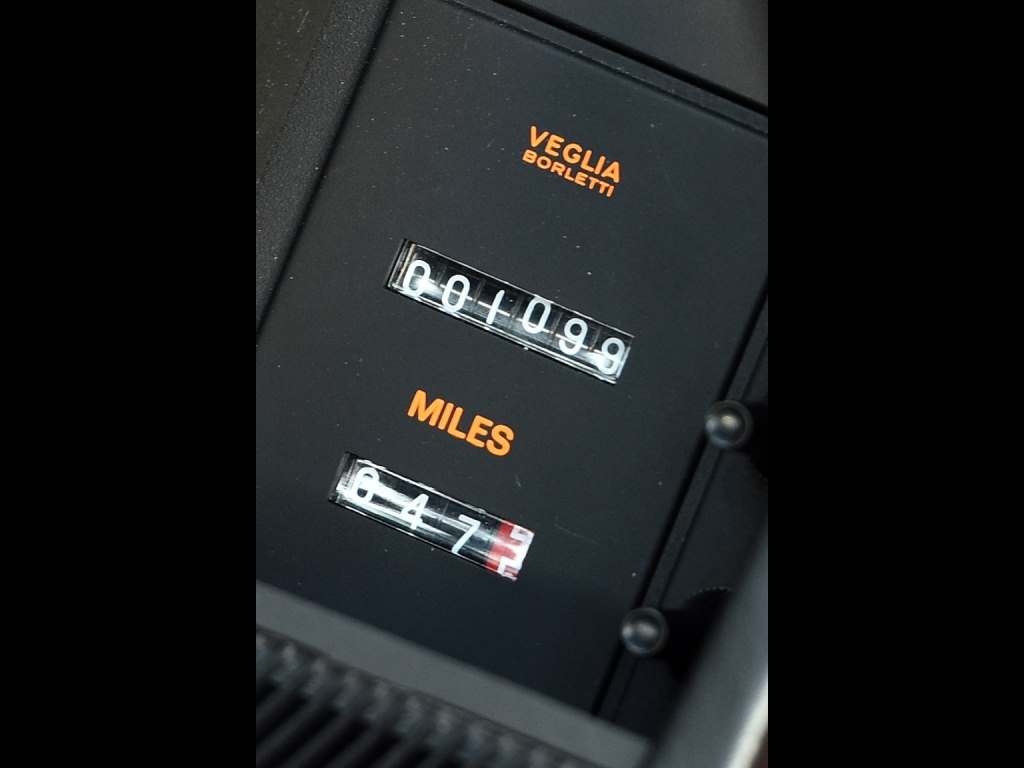 VEGLIA
BORLETTI
001099
MILES
047